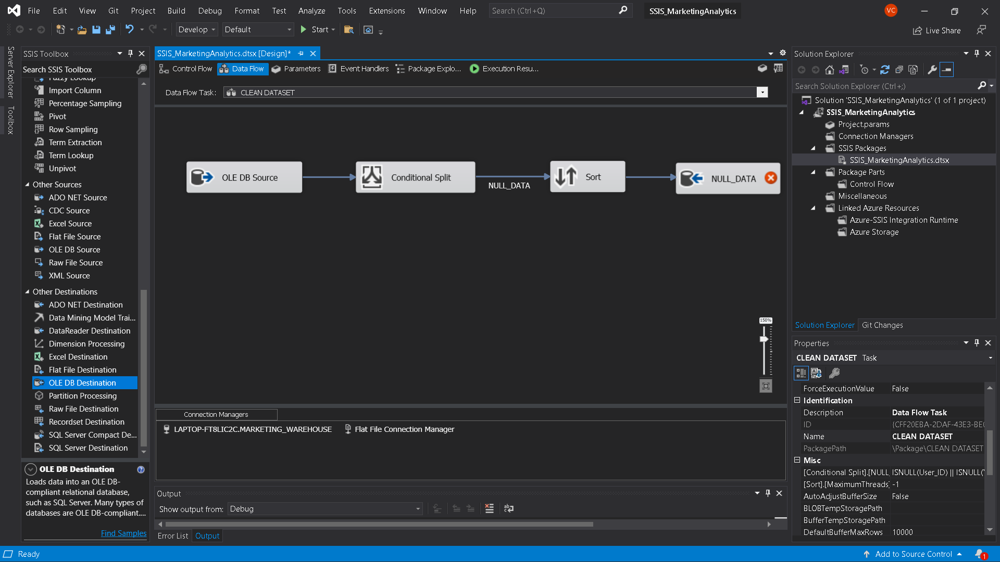 File Edit View Git Project Build Debug Format Test Analyze Tools Extensions Window Help Search (Ctrl+Q) SSIS_MarketingAnalytics VC
Develop Default Start Live Share
Server Explorer
Toolbox
SSIS Toolbox
Search SSIS Toolbox
Fuzzy Lookup
Import Column
Percentage Sampling
Pivot
Row Sampling
Term Extraction
Term Lookup
Unpivot
Other Sources
ADO NET Source
CDC Source
Excel Source
Flat File Source
OLE DB Source
Raw File Source
XML Source
Other Destinations
ADO NET Destination
Data Mining Model Trai...
DataReader Destination
Dimension Processing
Excel Destination
Flat File Destination
OLE DB Destination
Partition Processing
Raw File Destination
Recordset Destination
SQL Server Compact De...
SQL Server Destination
OLE DB Destination
Loads data into an OLE DB-
compliant relational database,
such as SQL Server. Many types of
databases are OLE DB-compliant....
Find Samples
SSIS_MarketingAnalytics.dtsx [Design]*
Control Flow Data Flow Parameters Event Handlers Package Explo... Execution Resu...
Data Flow Task: CLEAN DATASET
OLE DB Source
Conditional Split
NULL_DATA
Sort
NULL_DATA
150%
Connection Managers
LAPTOP-FT8LIC2C.MARKETING_WAREHOUSE Flat File Connection Manager
Output
Show output from: Debug
Error List Output
Solution Explorer
Search Solution Explorer (Ctrl+;)
Solution 'SSIS_MarketingAnalytics' (1 of 1 project)
SSIS_MarketingAnalytics
Project.params
Connection Managers
SSIS Packages
SSIS_MarketingAnalytics.dtsx
Package Parts
Control Flow
Miscellaneous
Linked Azure Resources
Azure-SSIS Integration Runtime
Azure Storage
Solution Explorer Git Changes
Properties
CLEAN DATASET Task
ForceExecutionValue False
Identification
Description Data Flow Task
ID {CFF20EBA-2DAF-43E3-BE
Name CLEAN DATASET
PackagePath \Package\CLEAN DATASET
Misc
[Conditional Split].[NULL ISNULL(User_ID) || ISNULL(
[Sort].[MaximumThreads] -1
AutoAdjustBufferSize False
BLOBTempStoragePath
BufferTempStoragePath
DefaultBufferMaxRows 10000
Ready Add to Source Control 1